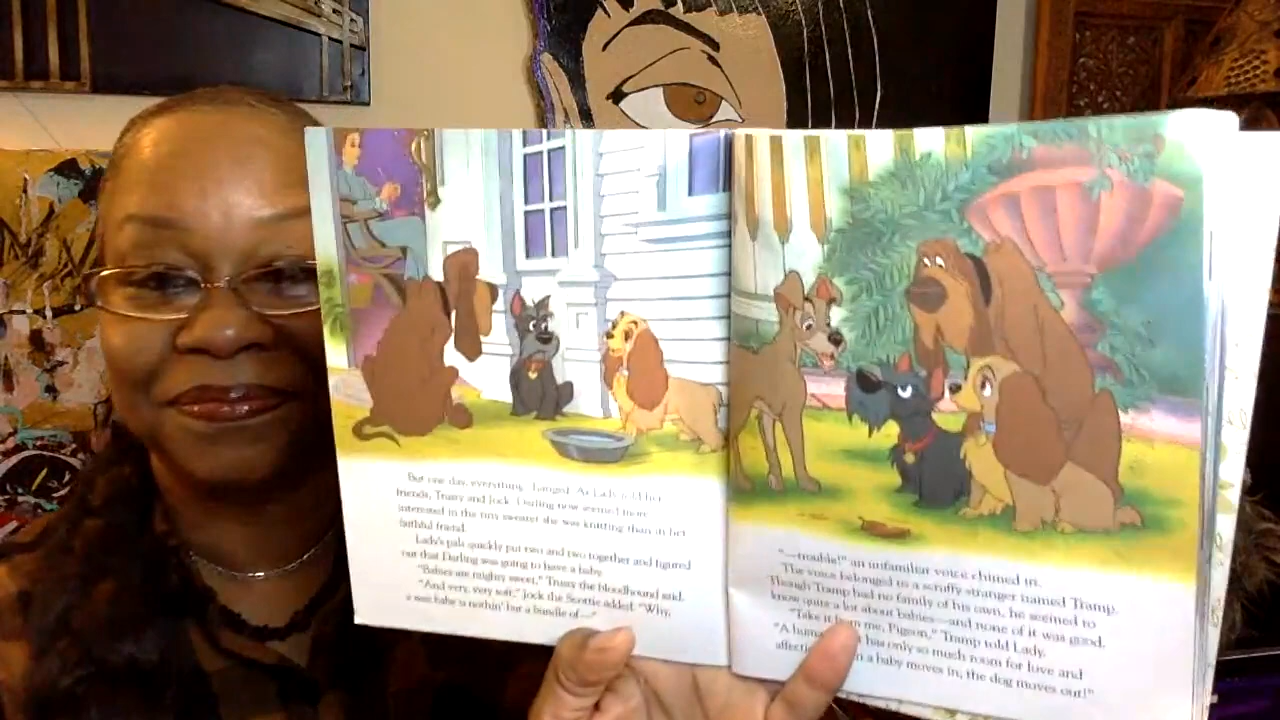 But one day, everything changed. As Lady told her
friends, Trusty and Jock, Darling now seemed more
interested in the tiny sweater she was knitting than in her
faithful friend.
Lady's pals quickly put two and two together and figured
out that Darling was going to have a baby.
"Babies are mighty sweet," Trusty the bloodhound said.
"And very, very soft," Jock the Scottie added. "Why,
a wee baby is nothin' but a bundle of—"
"—trouble!" an unfamiliar voice chimed in.
The voice belonged to a scruffy stranger named Tramp.
Though Tramp had no family of his own, he seemed to
know quite a lot about babies—and none of it was good.
"Take it from me, Pigeon," Tramp told Lady.
"A human has only so much room for love and
a baby moves in, the dog moves out!"